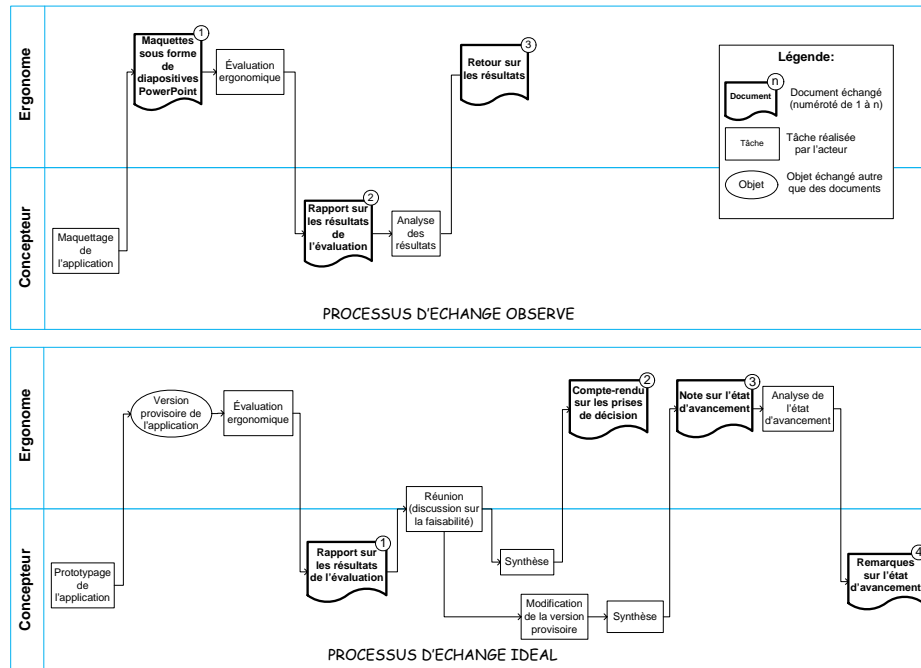 Ergonome
1
Maquettes
sous forme
de
diapositives
PowerPoint
Évaluation
ergonomique
3
Retour sur
les résultats
Légende:
n
Document
Document échangé
(numéroté de 1 à n)
Tâche
Tâche réalisée
par l'acteur
Objet
Objet échangé autre
que des documents
Concepteur
Maquettage
de
l'application
2
Rapport sur
les résultats
de
l'évaluation
Analyse
des
résultats
PROCESSUS D'ECHANGE OBSERVE
Ergonome
Version
provisoire de
l'application
Évaluation
ergonomique
2
Compte-rendu
sur les prises
de décision
3
Note sur l'état
d'avancement
Analyse de
l'état
d'avancement
Réunion
(discussion sur
la faisabilité)
Concepteur
Prototypage
de
l'application
1
Rapport sur
les résultats
de l'évaluation
Synthèse
Modification
de la version
provisoire
Synthèse
4
Remarques
sur l'état
d'avancement
PROCESSUS D'ECHANGE IDEAL